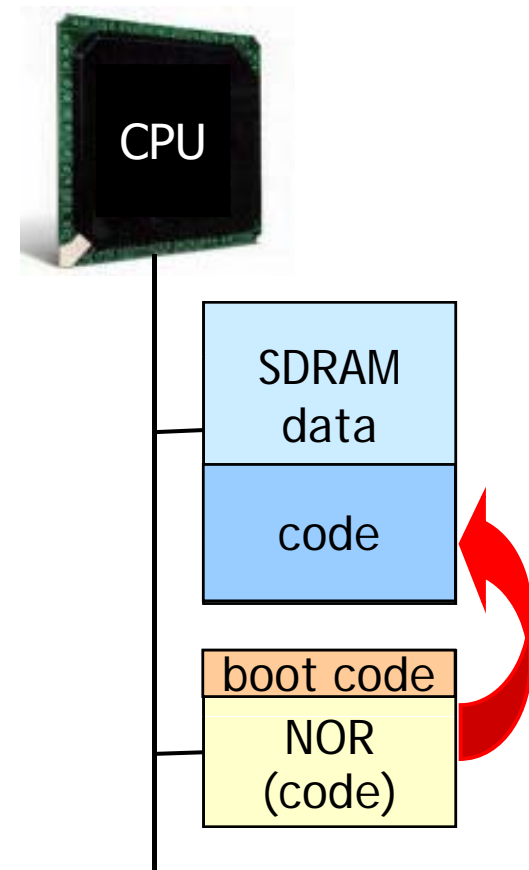 CPU
SDRAM
data
code
boot code
NOR
(code)